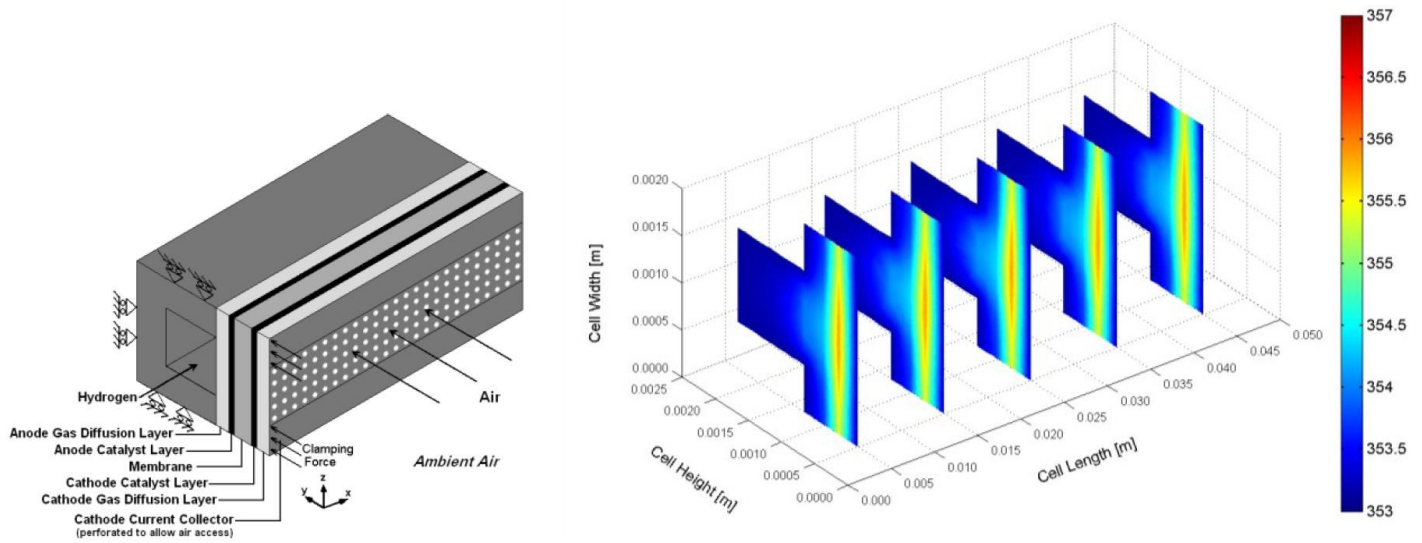 Hydrogen
Anode Gas Diffusion Layer
Anode Catalyst Layer
Membrane
Cathode Catalyst Layer
Cathode Gas Diffusion Layer
Cathode Current Collector
(perforated to allow air access)
Clamping
Force
Air
Ambient Air
z
y
x
Cell Width [m]
0.0020
0.0015
0.0010
0.0005
0.0000
0.0025
0.0020
0.0015
0.0010
0.0005
0.0000
Cell Height [m]
0.000
0.005
0.010
0.015
0.020
0.025
0.030
0.035
0.040
0.045
0.050
Cell Length [m]
357
356.5
356
355.5
355
354.5
354
353.5
353